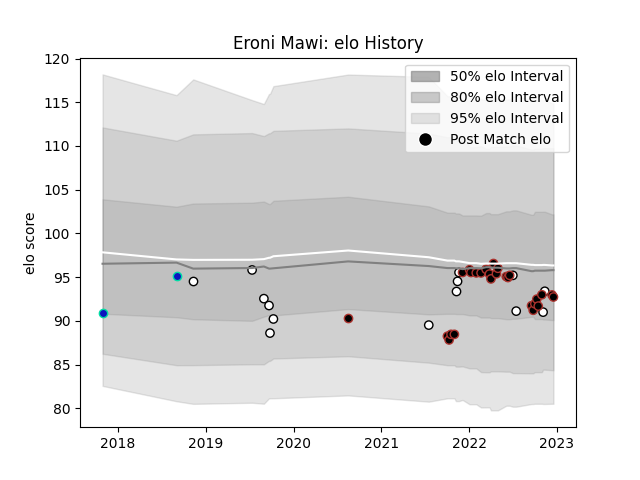 Eroni Mawi: elo History
120
115
110
105
100
95
90
85
80
elo score
50% elo Interval
80% elo Interval
95% elo Interval
Post Match elo
2018
2019
2020
2021
2022
2023